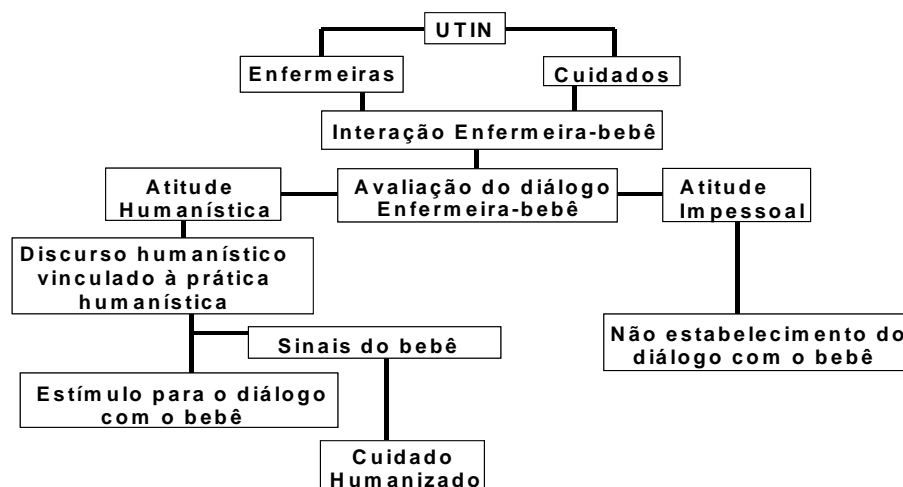 UTIN
Enfermeiras
Cuidados
Interação Enfermeira-bebê
Atitude
Humanística
Avaliação do diálogo
Enfermeira-bebê
Atitude
Impessoal
Discurso humanístico
vinculado à prática
humanística
Sinais do bebê
Não estabelecimento do
diálogo com o bebê
Estímulo para o diálogo
com o bebê
Cuidado
Humanizado